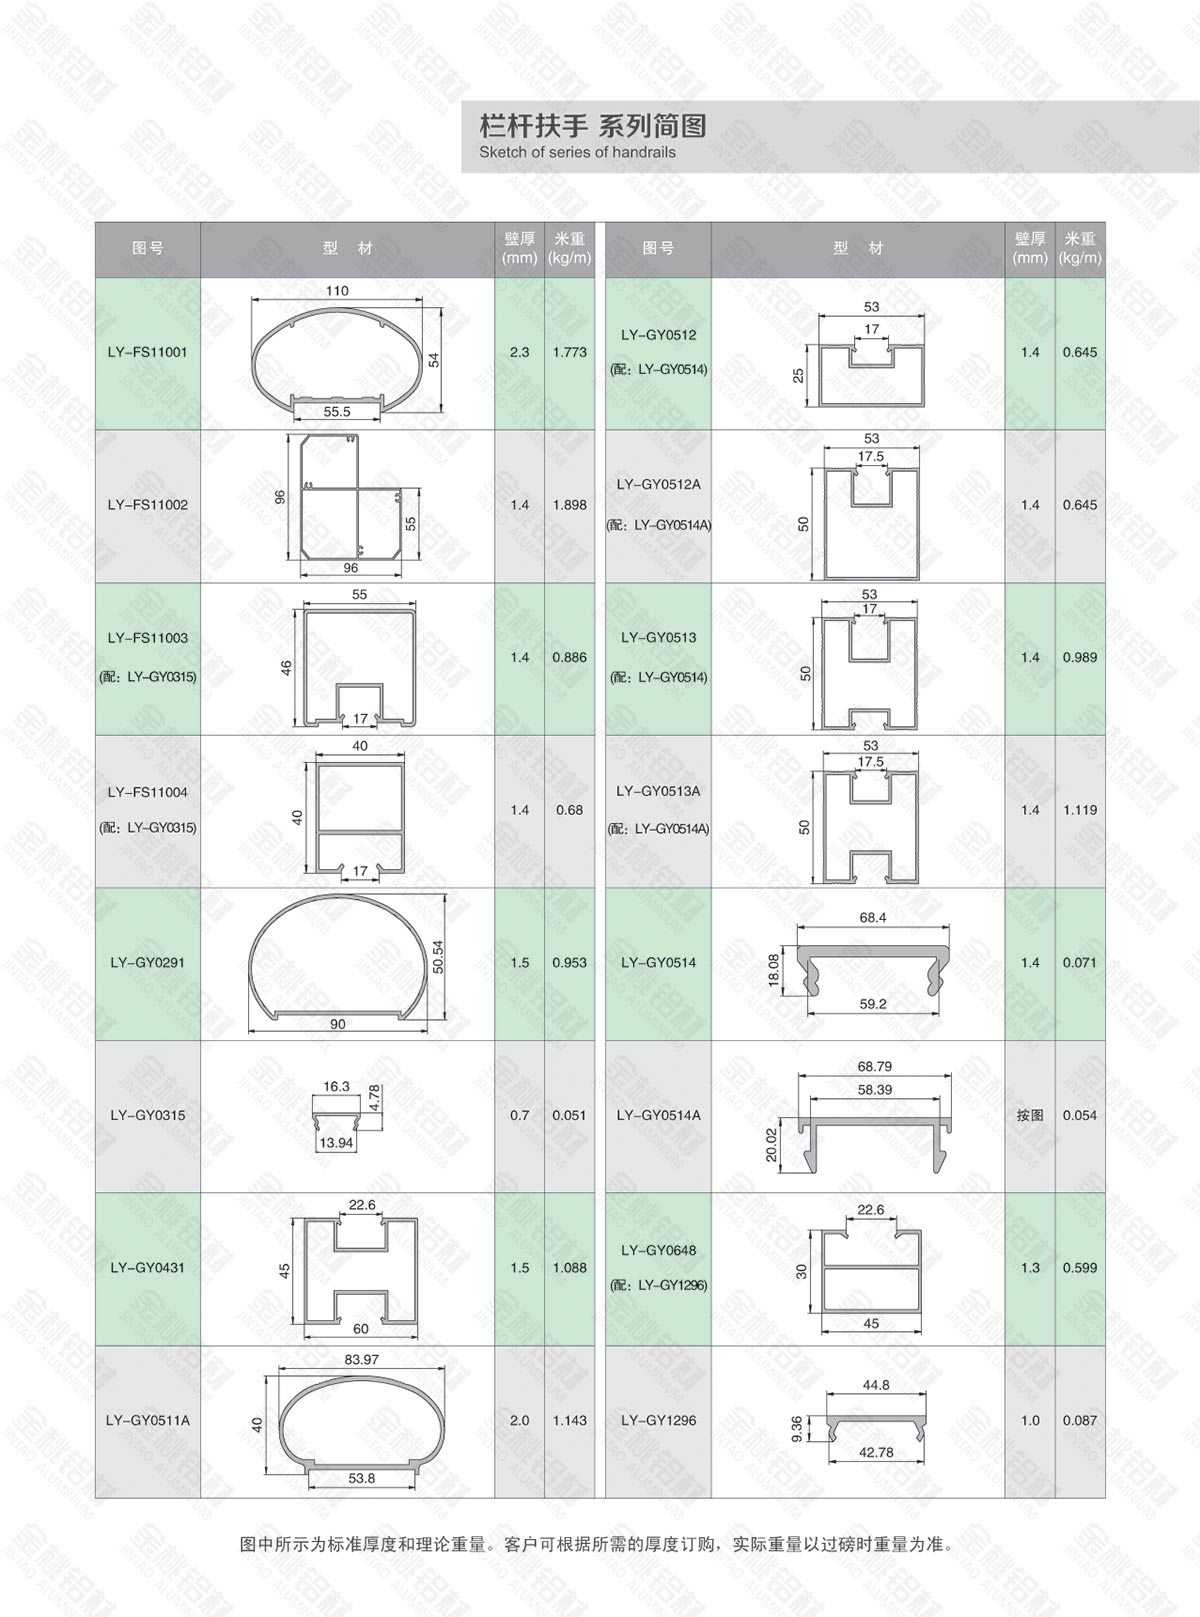 栏杆扶手 系列简图
Sketch of series of handrails
图号 型 材 壁厚(mm) 米重(kg/m)
LY-FS11001 110 54 55.5 2.3 1.773
LY-FS11002 96 55 96 1.4 1.898
LY-FS11003
(配: LY-GY0315)
55 46 17 1.4 0.886
LY-FS11004
(配: LY-GY0315)
40 40 17 1.4 0.68
LY-GY0291 50.54 90 1.5 0.953
LY-GY0315 16.3 4.78 13.94 0.7 0.051
LY-GY0431 22.6 45 60 1.5 1.088
LY-GY0511A 83.97 40 53.8 2.0 1.143
图号 型 材 壁厚(mm) 米重(kg/m)
LY-GY0512
(配: LY-GY0514)
53 17 25 1.4 0.645
LY-GY0512A
(配: LY-GY0514A)
53 17.5 50 1.4 0.645
LY-GY0513
(配: LY-GY0514)
53 17 50 1.4 0.989
LY-GY0513A
(配: LY-GY0514A)
53 17.5 50 1.4 1.119
LY-GY0514 68.4 18.08 59.2 1.4 0.071
LY-GY0514A 68.79 58.39 20.02 按图 0.054
LY-GY0648
(配: LY-GY1296)
22.6 30 45 1.3 0.599
LY-GY1296 44.8 9.36 42.78 1.0 0.087
图中所示为标准厚度和理论重量。客户可根据所需的厚度订购，实际重量以过磅时重量为准。
金桃铝材
JINTAO ALUMINIUM